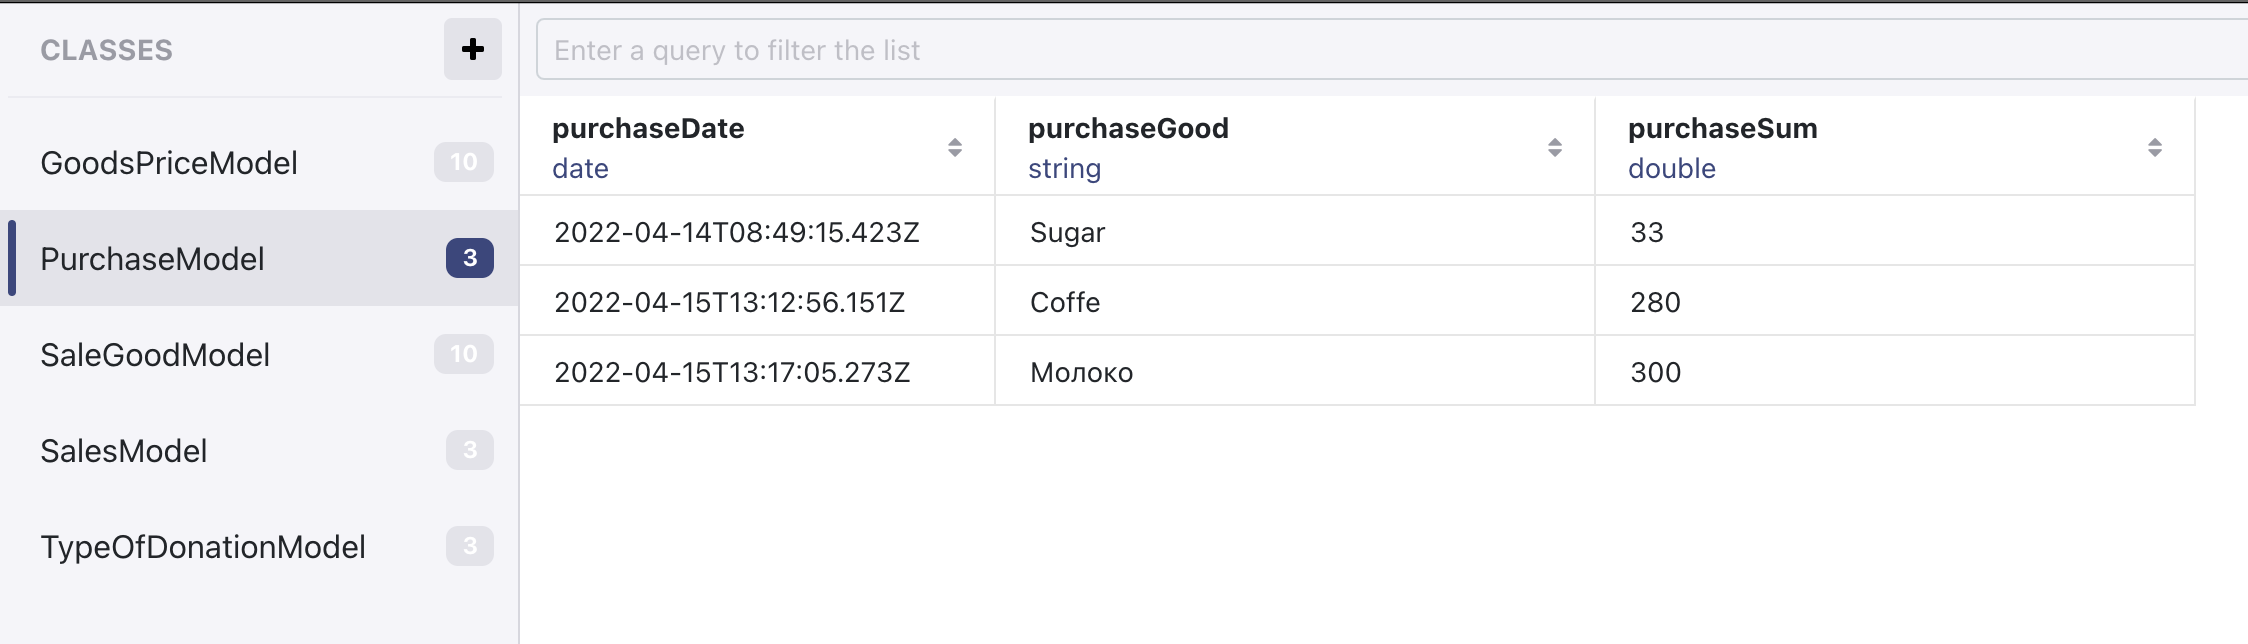 CLASSES
GoodsPriceModel 10
PurchaseModel 3
SaleGoodModel 10
SalesModel 3
TypeOfDonationModel 3
Enter a query to filter the list
purchaseDate purchaseGood purchaseSum
date string double
2022-04-14T08:49:15.423Z Sugar 33
2022-04-15T13:12:56.151Z Coffe 280
2022-04-15T13:17:05.273Z Молоко 300